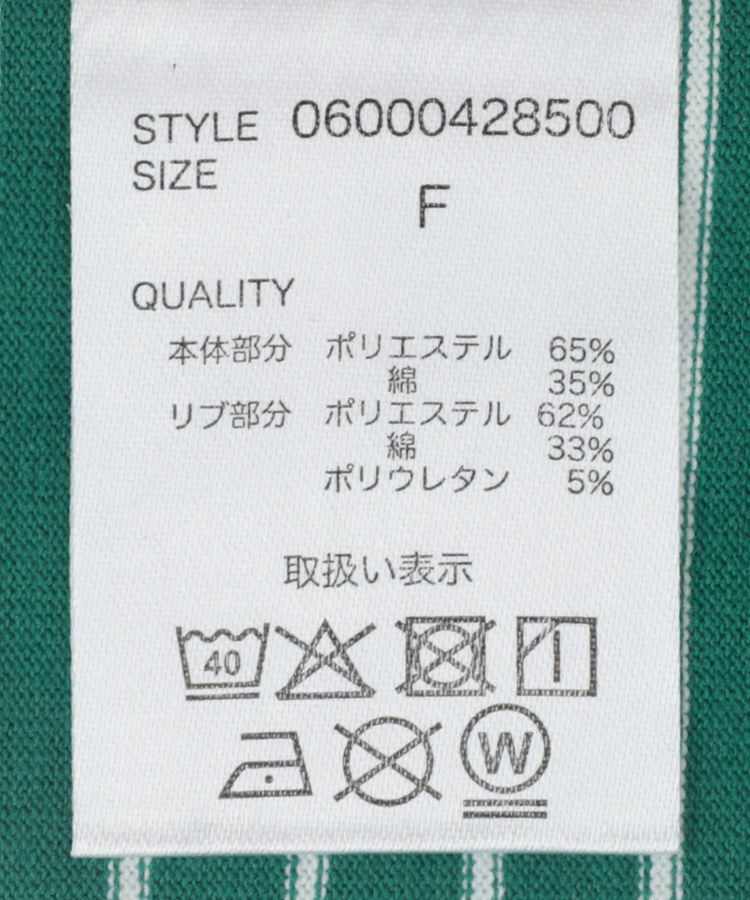 STYLE 06000428500
SIZE
F
QUALITY
本体部分 ポリエステル 65%
綿 35%
リブ部分 ポリエステル 62%
綿 33%
ポリウレタン 5%
取扱い表示
40
W